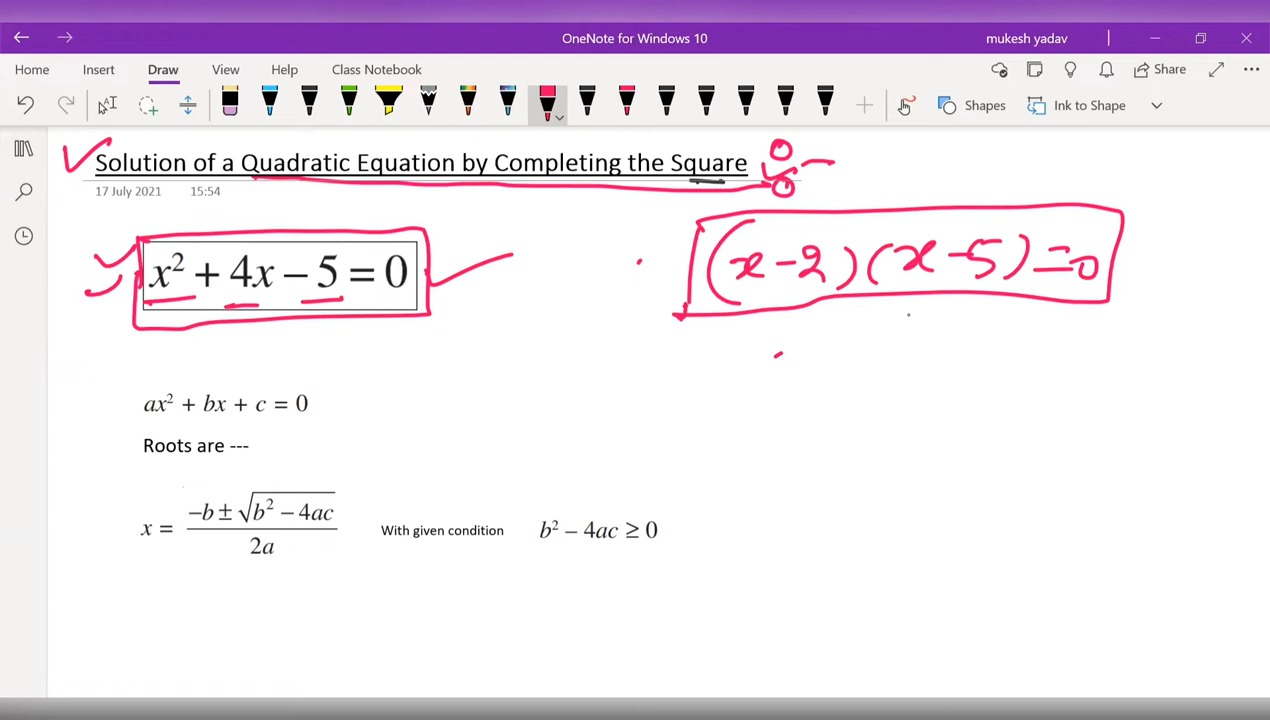 OneNote for Windows 10
mukesh yadav
Home Insert Draw View Help Class Notebook Share
Shapes Ink to Shape
Solution of a Quadratic Equation by Completing the Square
17 July 2021 15:54
x² + 4x − 5 = 0
(x-2)(x-5)=0
ax² + bx + c = 0
Roots are ---
x = −b ± √(b² − 4ac) / 2a With given condition b² − 4ac ≥ 0